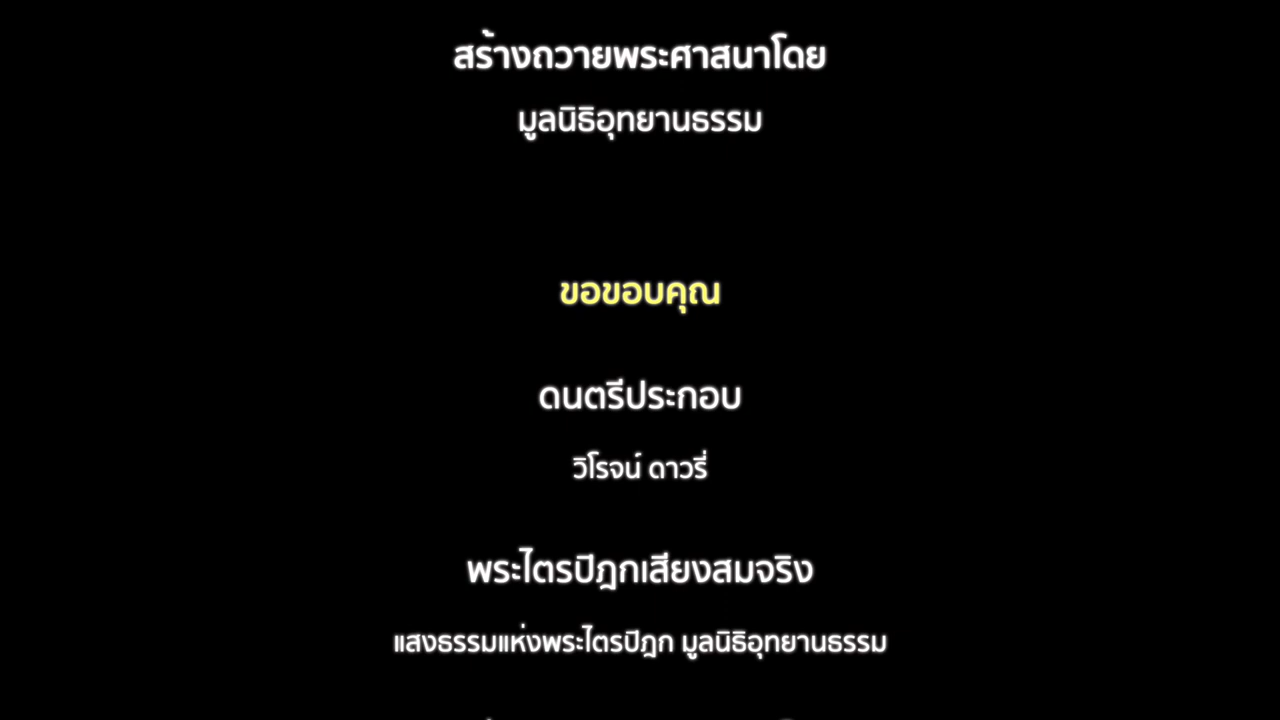 สร้างถวายพระศาสนาโดย
มูลนิธิอุทยานธรรม
ขอขอบคุณ
ดนตรีประกอบ
วิโรจน์ ดาวรี่
พระไตรปิฎกเสียงสมจริง
แสงธรรมแห่งพระไตรปิฎก มูลนิธิอุทยานธรรม